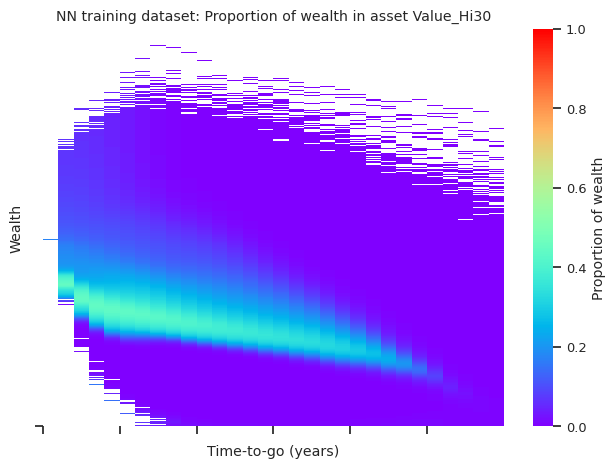 NN training dataset: Proportion of wealth in asset Value_Hi30
Wealth
Time-to-go (years)
1.0
0.8
0.6
0.4
0.2
0.0
Proportion of wealth